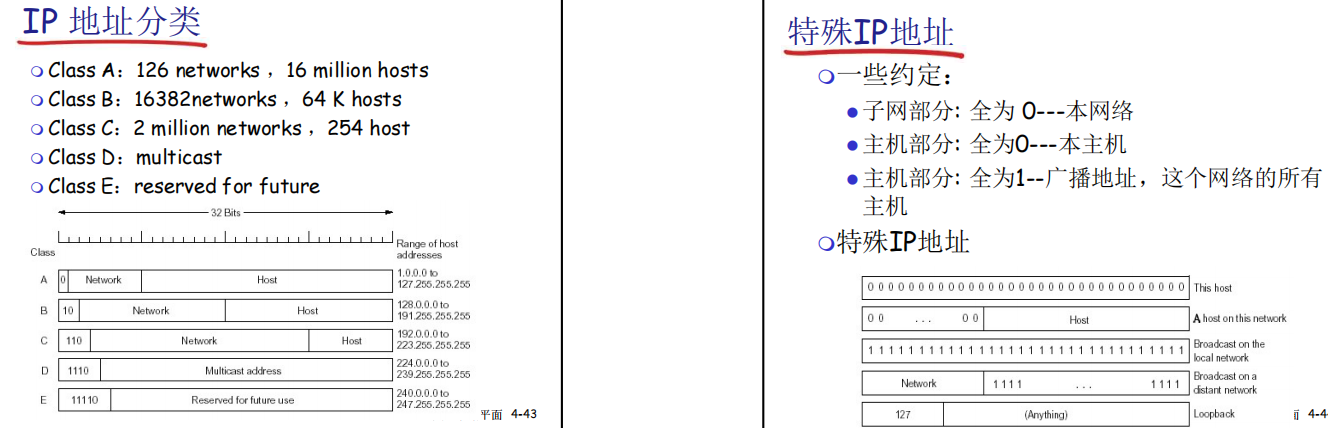 IP 地址分类
Class A：126 networks ，16 million hosts
Class B：16382networks ，64 K hosts
Class C：2 million networks ，254 host
Class D：multicast
Class E：reserved for future
32 Bits
Class
Range of host
addresses
A 0 Network Host 1.0.0.0 to
127.255.255.255
B 10 Network Host 128.0.0.0 to
191.255.255.255
C 110 Network Host 192.0.0.0 to
223.255.255.255
D 1110 Multicast address 224.0.0.0 to
239.255.255.255
E 11110 Reserved for future use 240.0.0.0 to
247.255.255.255
平面 4-43
特殊IP地址
一些约定：
子网部分: 全为 0---本网络
主机部分: 全为0---本主机
主机部分: 全为1--广播地址，这个网络的所有
主机
特殊IP地址
0 0 0 0 0 0 0 0 0 0 0 0 0 0 0 0 0 0 0 0 0 0 0 0 0 0 0 0 0 0 0 0 This host
0 0 ... 0 0 Host A host on this network
1 1 1 1 1 1 1 1 1 1 1 1 1 1 1 1 1 1 1 1 1 1 1 1 1 1 1 1 1 1 1 1 Broadcast on the
local network
Network 1 1 1 1 ... 1 1 1 1 Broadcast on a
distant network
127 (Anything) Loopback
4-4